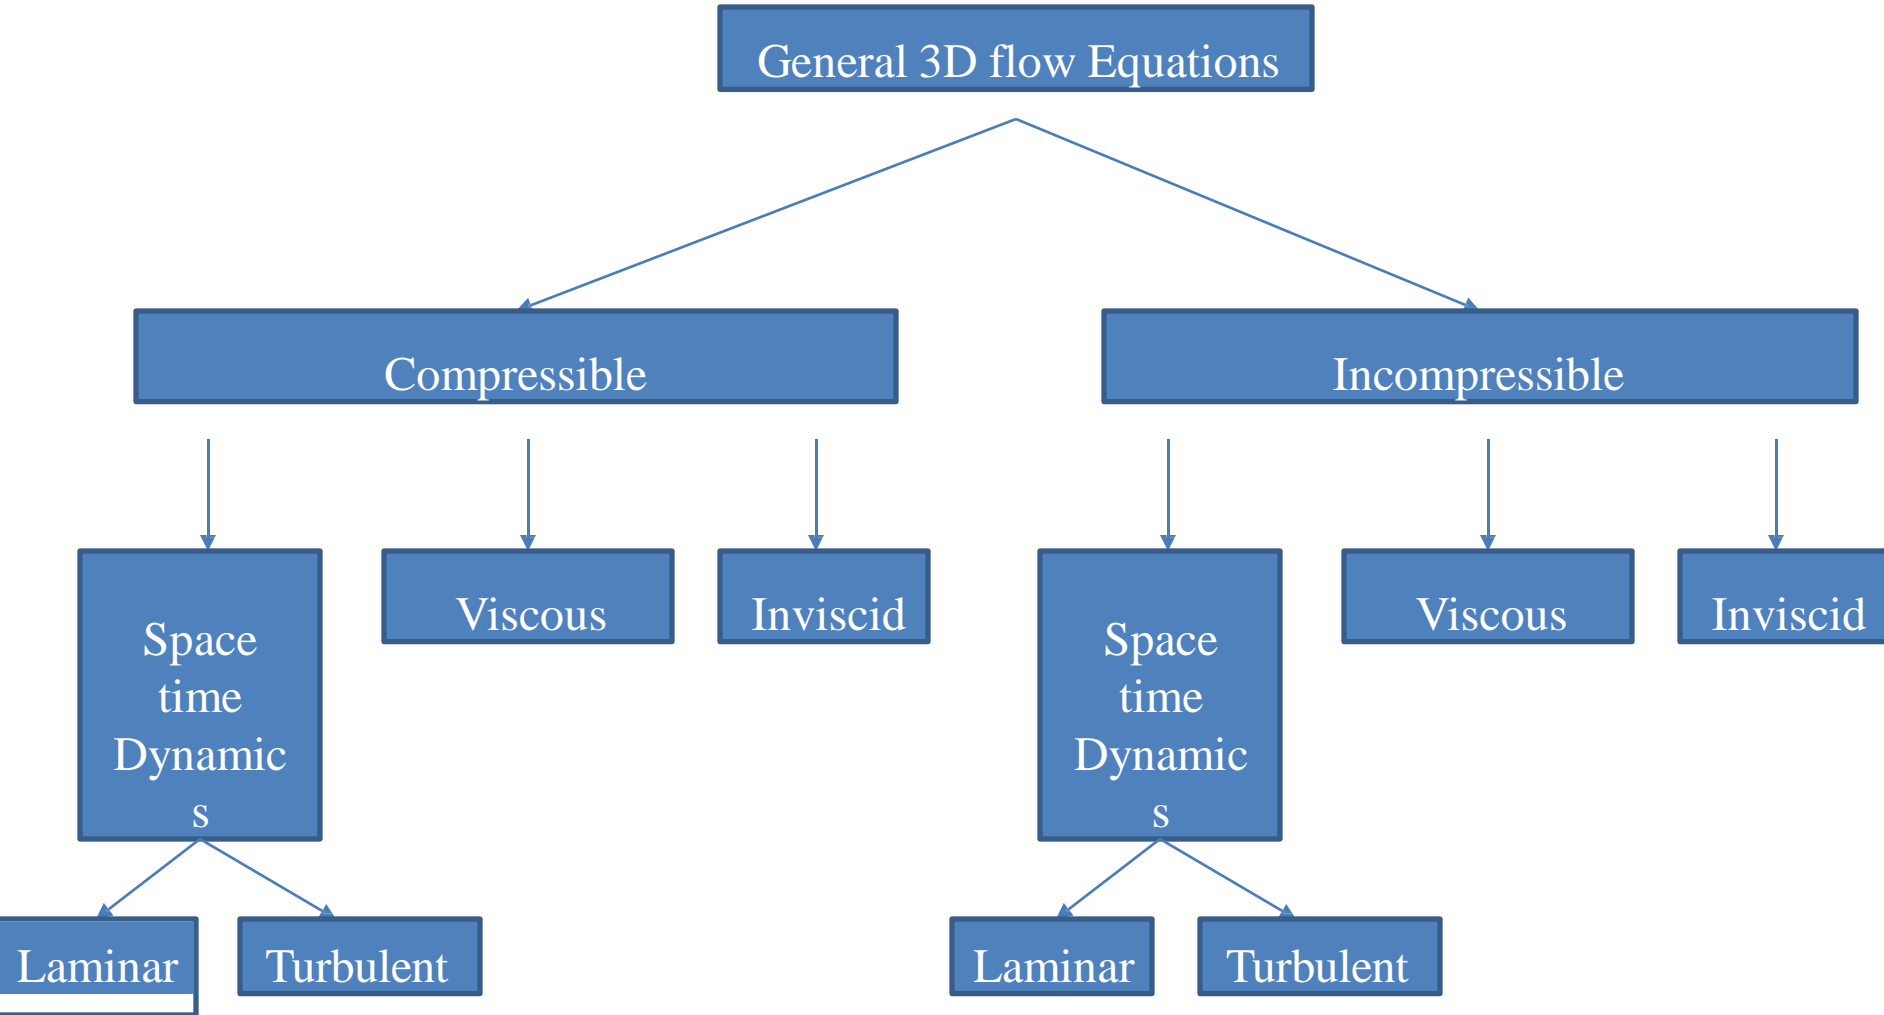 General 3D flow Equations
Compressible
Incompressible
Space
time
Dynamic
s
Viscous
Inviscid
Space
time
Dynamic
s
Viscous
Inviscid
Laminar
Turbulent
Laminar
Turbulent